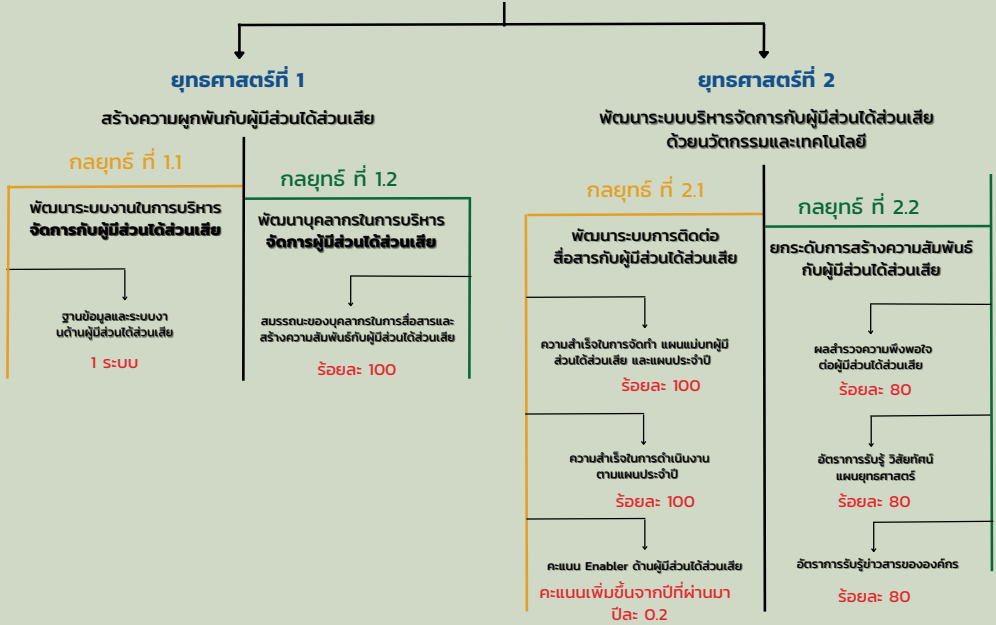 ยุทธศาสตร์ที่ 1
สร้างความผูกพันกับผู้มีส่วนได้ส่วนเสีย
กลยุทธ์ ที่ 1.1
พัฒนาระบบงานในการบริหาร
จัดการกับผู้มีส่วนได้ส่วนเสีย
ฐานข้อมูลและระบบงา
นด้านผู้มีส่วนได้ส่วนเสีย
1 ระบบ
กลยุทธ์ ที่ 1.2
พัฒนาบุคลากรในการบริหาร
จัดการผู้มีส่วนได้ส่วนเสีย
สมรรถนะของบุคลากรในการสื่อสารและ
สร้างความสัมพันธ์กับผู้มีส่วนได้ส่วนเสีย
ร้อยละ 100
ยุทธศาสตร์ที่ 2
พัฒนาระบบบริหารจัดการกับผู้มีส่วนได้ส่วนเสีย
ด้วยนวัตกรรมและเทคโนโลยี
กลยุทธ์ ที่ 2.1
พัฒนาระบบการติดต่อ
สื่อสารกับผู้มีส่วนได้ส่วนเสีย
ความสำเร็จในการจัดทำ แผนแม่บทผู้มี
ส่วนได้ส่วนเสีย และแผนประจำปี
ร้อยละ 100
ความสำเร็จในการดำเนินงาน
ตามแผนประจำปี
ร้อยละ 100
คะแนน Enabler ด้านผู้มีส่วนได้ส่วนเสีย
คะแนนเพิ่มขึ้นจากปีที่ผ่านมา
ปีละ 0.2
กลยุทธ์ ที่ 2.2
ยกระดับการสร้างความสัมพันธ์
กับผู้มีส่วนได้ส่วนเสีย
ผลสำรวจความพึงพอใจ
ต่อผู้มีส่วนได้ส่วนเสีย
ร้อยละ 80
อัตราการรับรู้ วิสัยทัศน์
แผนยุทธศาสตร์
ร้อยละ 80
อัตราการรับรู้ข่าวสารขององค์กร
ร้อยละ 80